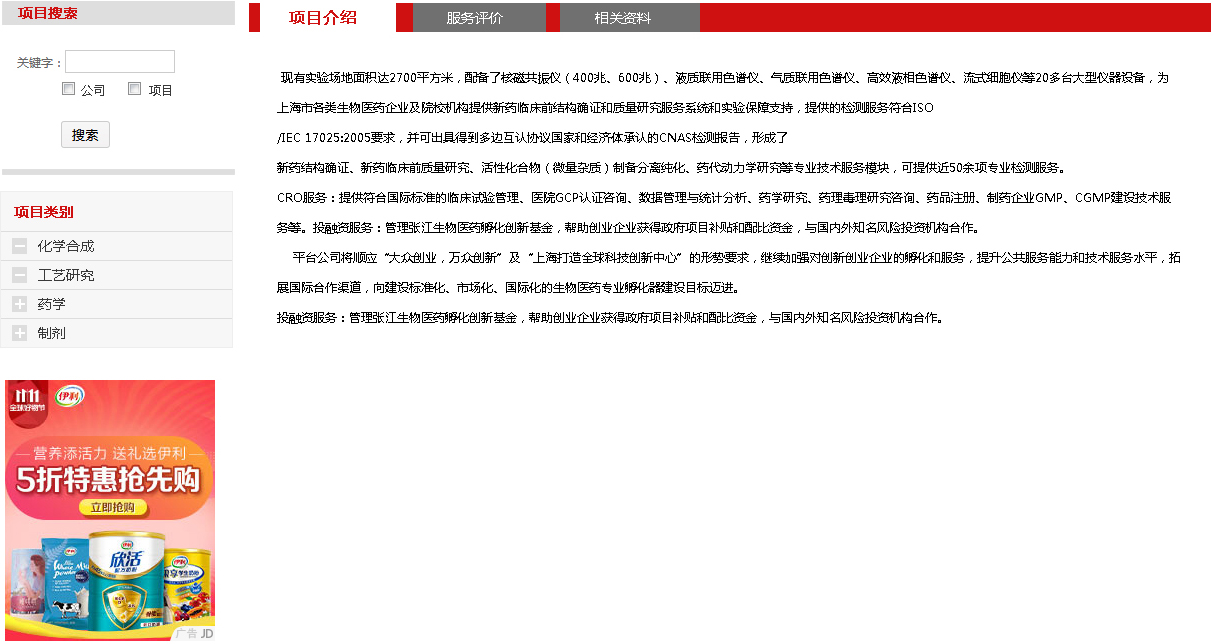 项目搜索
关键字：
公司 项目
搜索
项目类别
化学合成
工艺研究
药学
制剂
11.11
全球好物节
伊利
营养添活力 送礼选伊利
5折特惠抢先购
立即抢购
欣活
广告 JD
项目介绍 服务评价 相关资料
现有实验场地面积达2700平方米，配备了核磁共振仪（400兆、600兆）、液质联用色谱仪、气质联用色谱仪、高效液相色谱仪、流式细胞仪等20多台大型仪器设备，为
上海市各类生物医药企业及院校机构提供新药临床前结构确证和质量研究服务系统和实验保障支持，提供的检测服务符合ISO
/IEC 17025:2005要求，并可出具得到多边互认协议国家和经济体承认的CNAS检测报告，形成了
新药结构确证、新药临床前质量研究、活性化合物（微量杂质）制备分离纯化、药代动力学研究等专业技术服务模块，可提供近50余项专业检测服务。
CRO服务：提供符合国际标准的临床试验管理、医院GCP认证咨询、数据管理与统计分析、药学研究、药理毒理研究咨询、药品注册、制药企业GMP、CGMP建设技术服
务等。投融资服务：管理张江生物医药孵化创新基金，帮助创业企业获得政府项目补贴和配比资金，与国内外知名风险投资机构合作。
平台公司将顺应“大众创业，万众创新”及“上海打造全球科技创新中心”的形势要求，继续加强对创新创业企业的孵化和服务，提升公共服务能力和技术服务水平，拓
展国际合作渠道，向建设标准化、市场化、国际化的生物医药专业孵化器建设目标迈进。
投融资服务：管理张江生物医药孵化创新基金，帮助创业企业获得政府项目补贴和配比资金，与国内外知名风险投资机构合作。